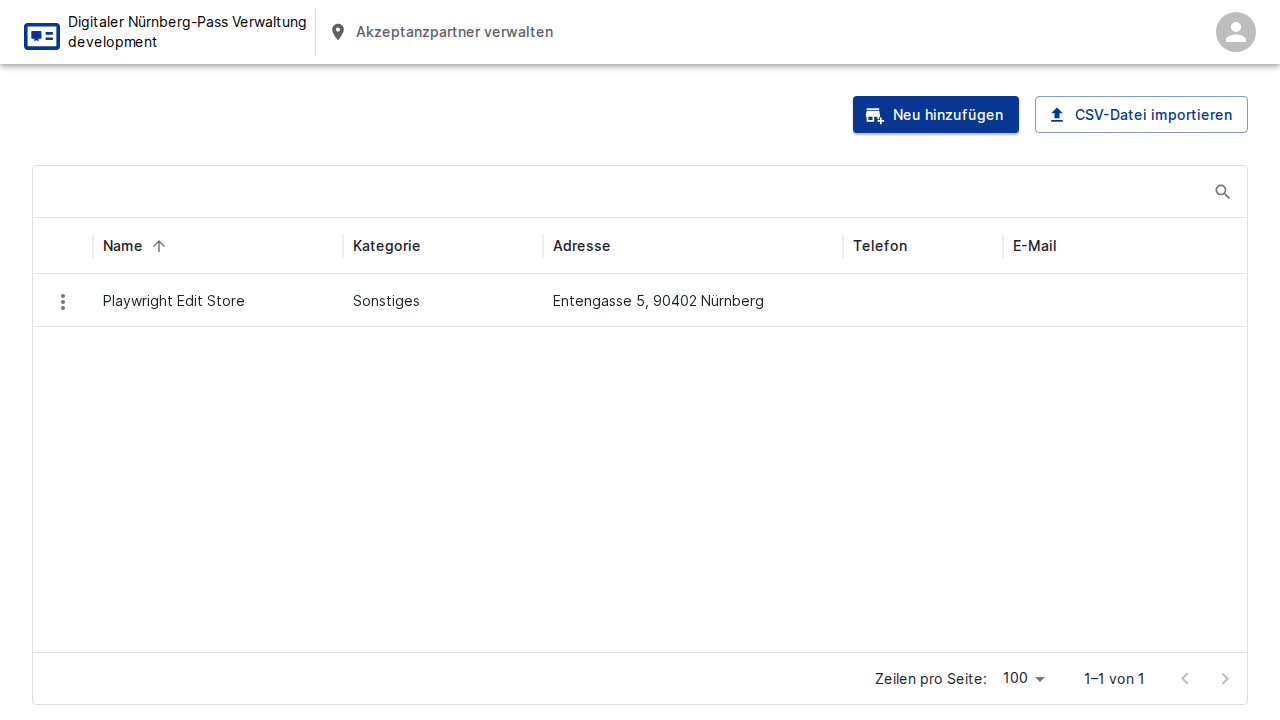 Digitaler Nürnberg-Pass Verwaltung
development
Akzeptanzpartner verwalten
Neu hinzufügen
CSV-Datei importieren
Name
Kategorie
Adresse
Telefon
E-Mail
Playwright Edit Store
Sonstiges
Entengasse 5, 90402 Nürnberg
Zeilen pro Seite:
100
1–1 von 1